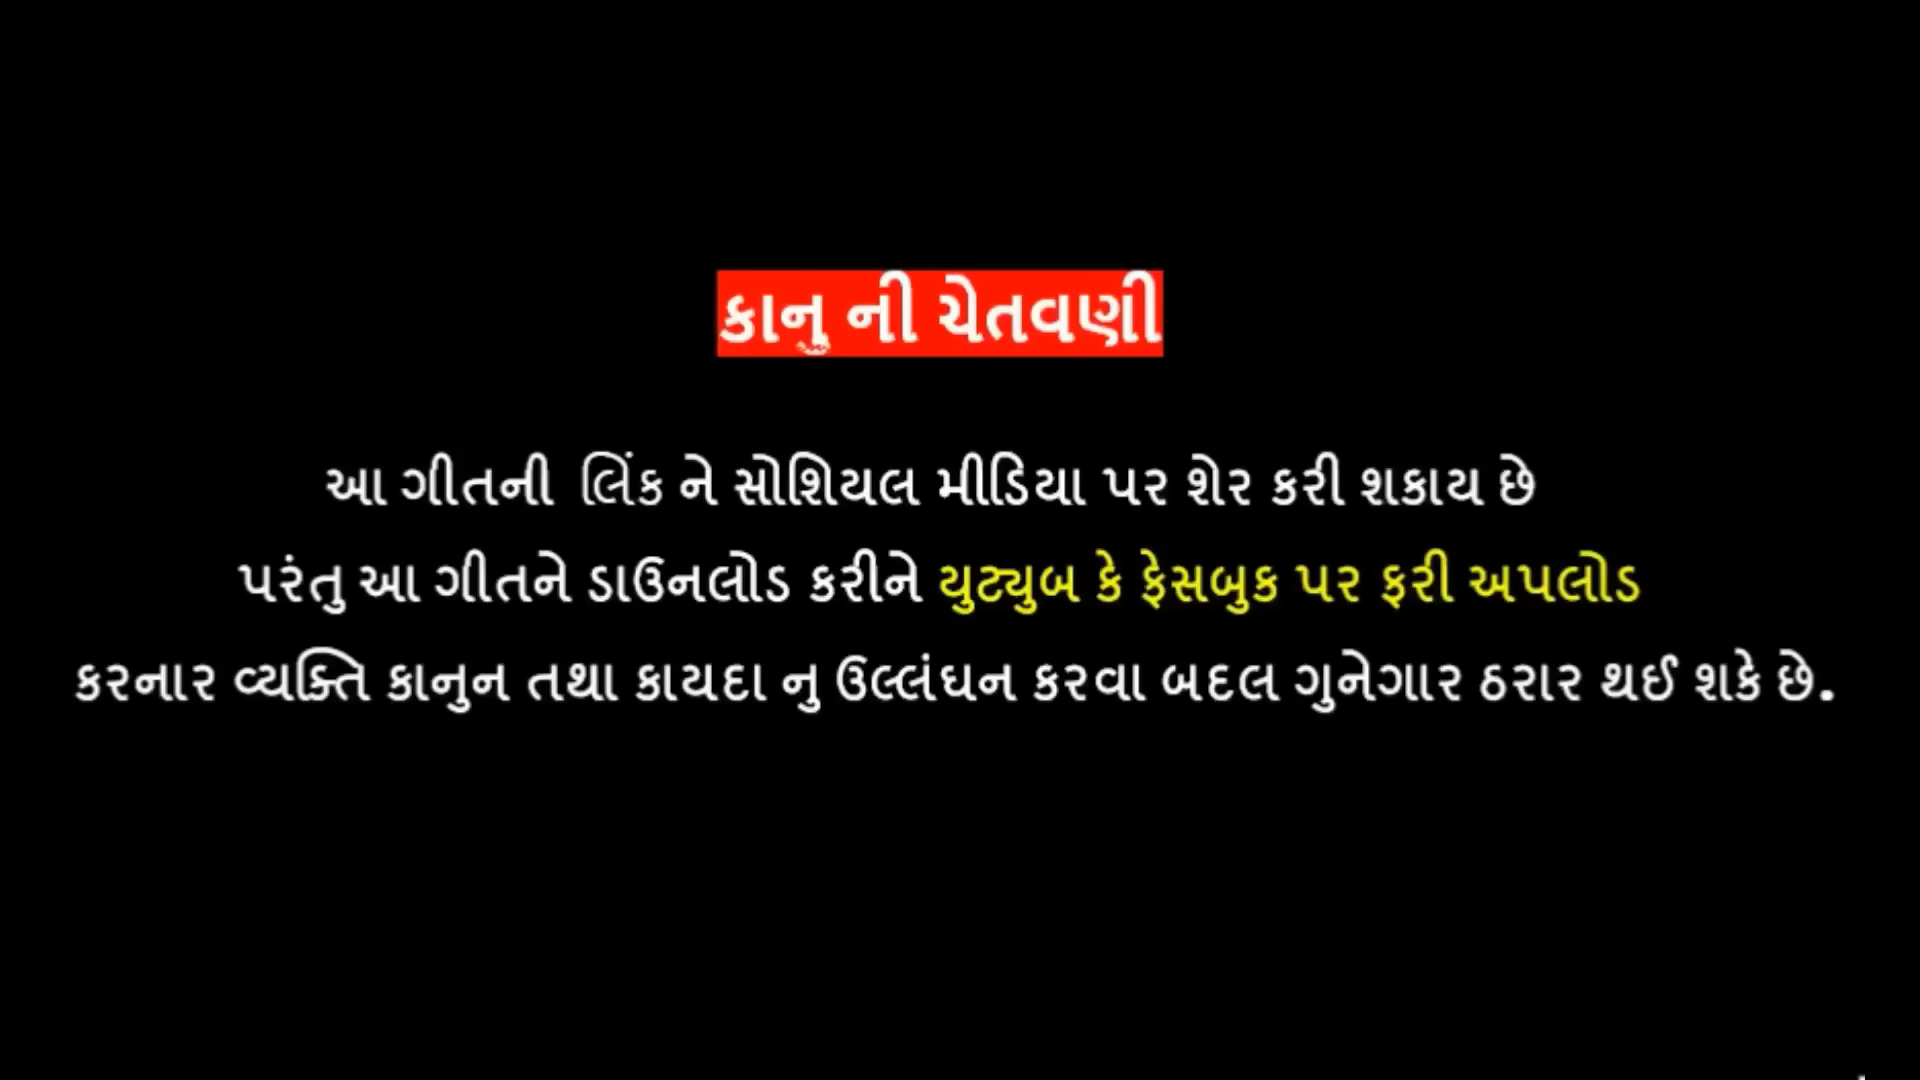 કાનુ ની ચેતવણી
આ ગીતની લિંક ને સોશિયલ મીડિયા પર શેર કરી શકાય છે
પરંતુ આ ગીતને ડાઉનલોડ કરીને યુટ્યુબ કે ફેસબુક પર ફરી અપલોડ
કરનાર વ્યક્તિ કાનુન તથા કાયદા નુ ઉલ્લંઘન કરવા બદલ ગુનેગાર ઠરાર થઈ શકે છે.